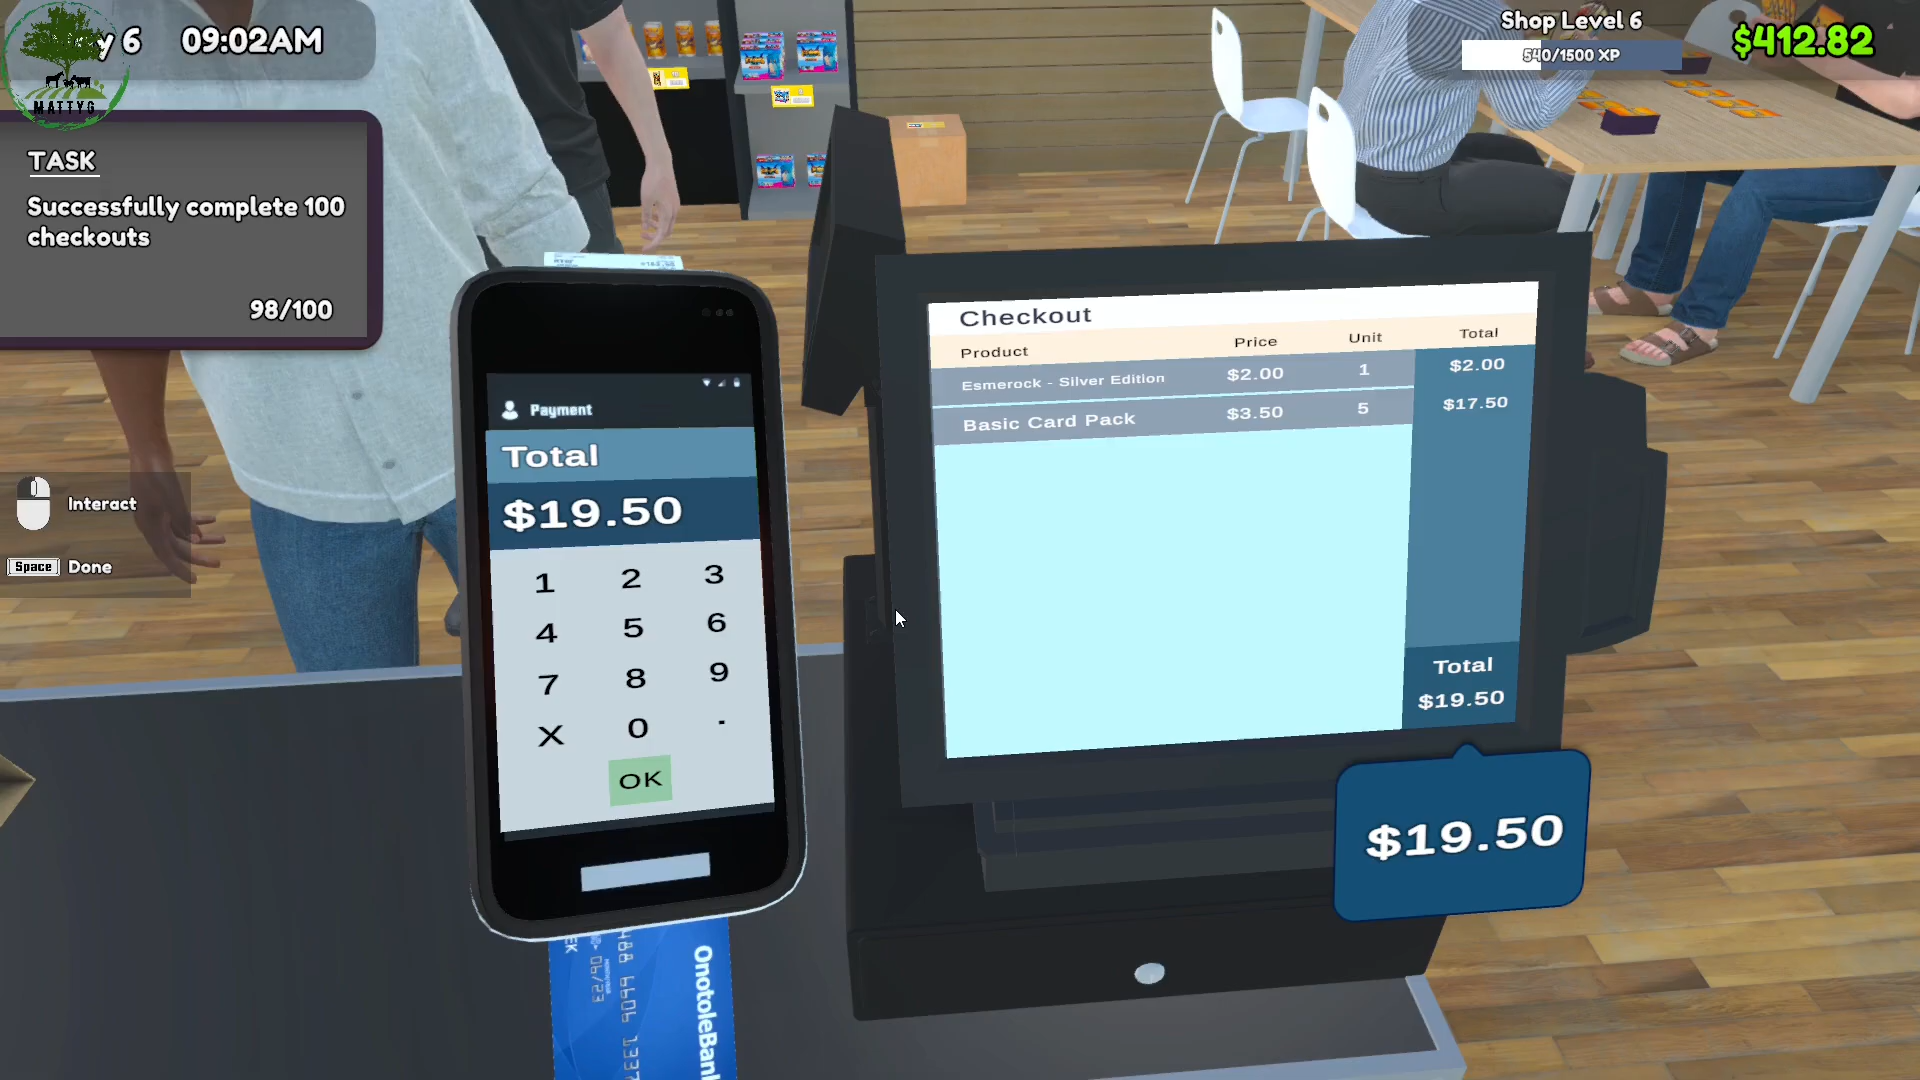 y 6
09:02AM
MATTYG
TASK
Successfully complete 100
checkouts
98/100
Interact
Space
Done
Shop Level 6
540/1500 XP
$412.82
Payment
Total
$19.50
1 2 3
4 5 6
7 8 9
X 0 .
OK
Checkout
Product Price Unit Total
Esmerock - Silver Edition $2.00 1 $2.00
Basic Card Pack $3.50 5 $17.50
Total
$19.50
$19.50
OnotoleBank
06/23